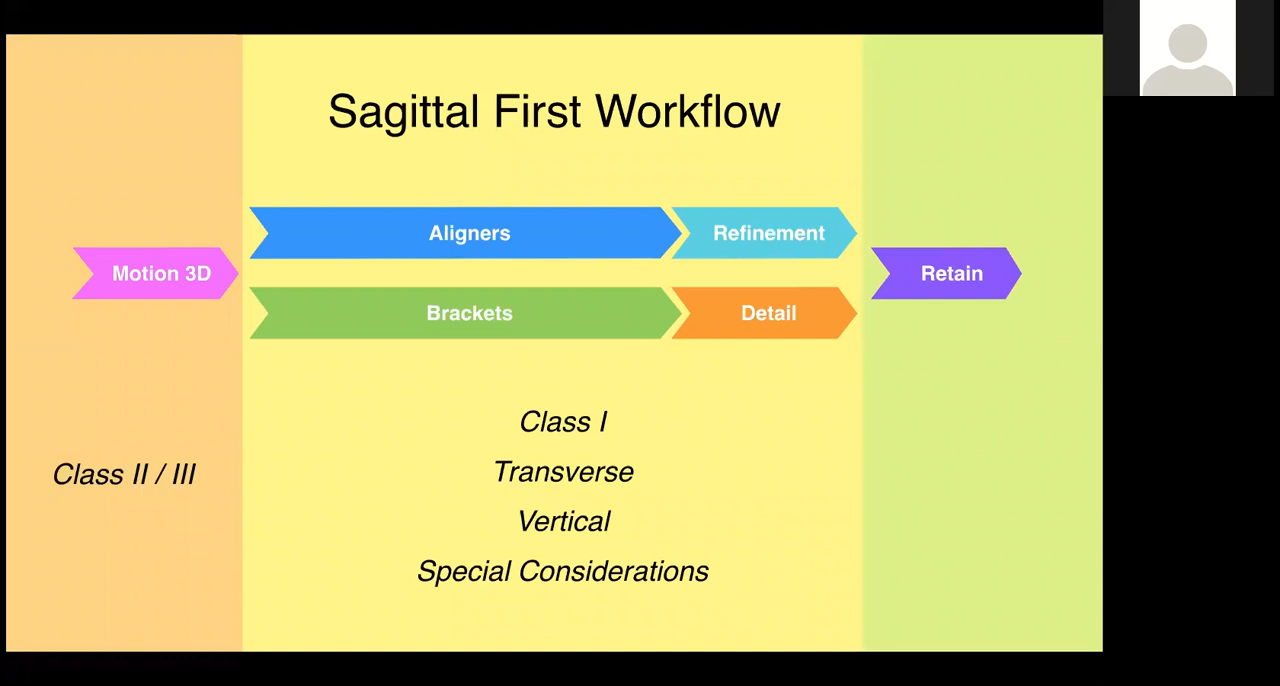 Sagittal First Workflow
Aligners
Refinement
Motion 3D
Retain
Brackets
Detail
Class I
Class II / III
Transverse
Vertical
Special Considerations